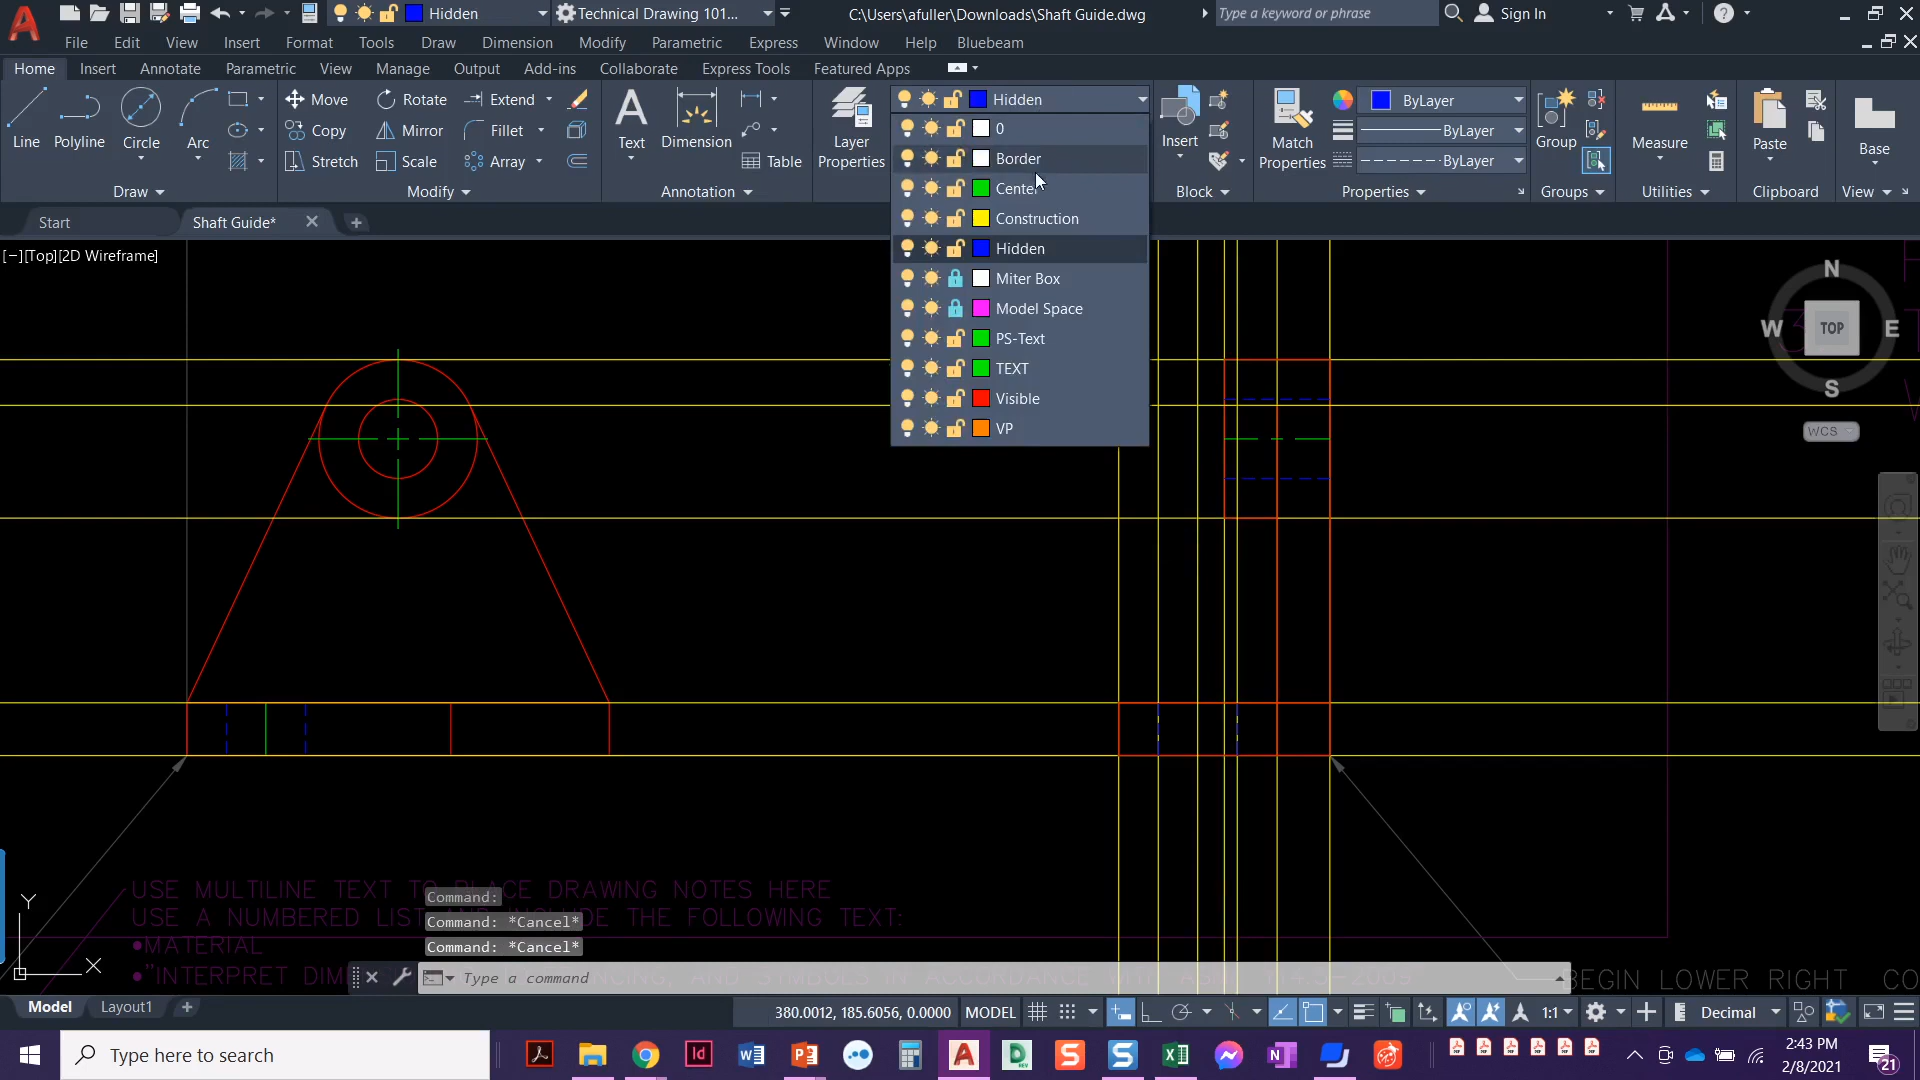 Hidden
Technical Drawing 101...
C:\Users\afuller\Downloads\Shaft Guide.dwg
Type a keyword or phrase
Sign In
File Edit View Insert Format Tools Draw Dimension Modify Parametric Express Window Help Bluebeam
Home Insert Annotate Parametric View Manage Output Add-ins Collaborate Express Tools Featured Apps
Line
Polyline
Circle
Arc
Draw
Move Rotate Extend
Copy Mirror Fillet
Stretch Scale Array
Modify
Text
Dimension
Table
Annotation
Layer
Properties
Hidden
0
Border
Center
Construction
Hidden
Miter Box
Model Space
PS-Text
TEXT
Visible
VP
Insert
Block
Match
Properties
ByLayer
ByLayer
ByLayer
Properties
Group
Groups
Measure
Utilities
Paste
Clipboard
Base
View
Start
Shaft Guide*
[−][Top][2D Wireframe]
N
W TOP E
S
WCS
USE MULTILINE TEXT TO PLACE DRAWING NOTES HERE
USE A NUMBERED LIST AND INCLUDE THE FOLLOWING TEXT:
•MATERIAL
•"INTERPRET
BEGIN LOWER RIGHT CO
Y
X
Command:
Command: *Cancel*
Command: *Cancel*
Type a command
Model Layout1
380.0012, 185.6056, 0.0000 MODEL 1:1 Decimal
Type here to search
2:43 PM
2/8/2021
21